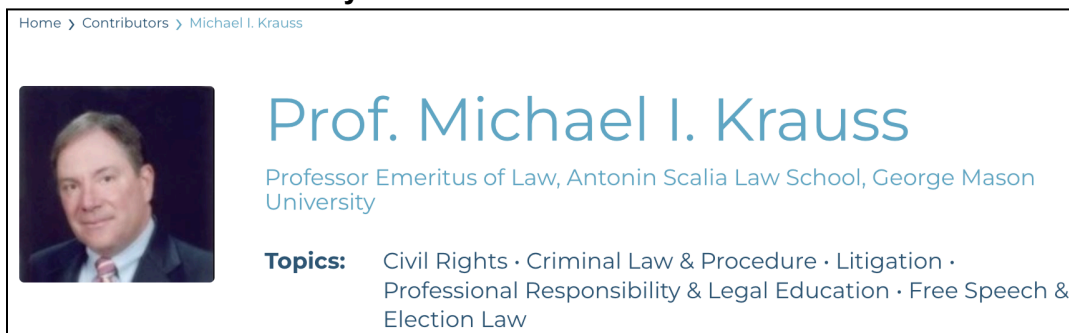 Home ❯ Contributors ❯ Michael I. Krauss
Prof. Michael I. Krauss
Professor Emeritus of Law, Antonin Scalia Law School, George Mason
University
Topics: Civil Rights · Criminal Law & Procedure · Litigation ·
Professional Responsibility & Legal Education · Free Speech &
Election Law